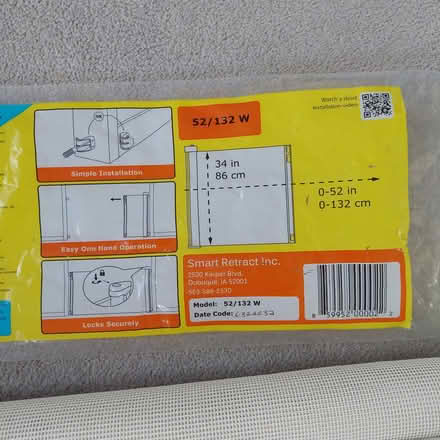 Watch a short
installation video:
52/132 W
Simple Installation
34 in
86 cm
0-52 in
0-132 cm
Easy One Hand Operation
Smart Retract Inc.
Dubuque, IA 52001
Locks Securely
Model: 52/132 W
Date Code: